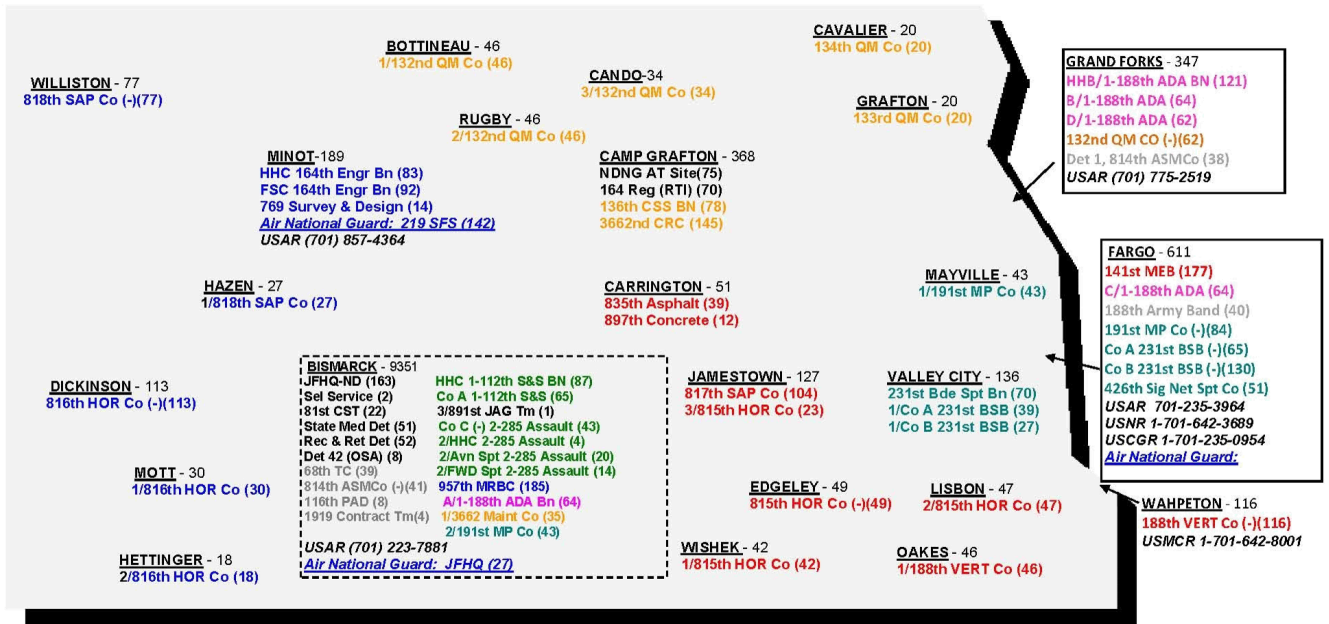 WILLISTON - 77
818th SAP Co (-)(77)
BOTTINEAU - 46
1/132nd QM Co (46)
CANDO-34
3/132nd QM Co (34)
CAVALIER - 20
134th QM Co (20)
RUGBY - 46
2/132nd QM Co (46)
GRAFTON - 20
133rd QM Co (20)
GRAND FORKS - 347
HHB/1-188th ADA BN (121)
B/1-188th ADA (64)
D/1-188th ADA (62)
132nd QM CO (-)(62)
Det 1, 814th ASMCo (38)
USAR (701) 775-2519
MINOT-189
HHC 164th Engr Bn (83)
FSC 164th Engr Bn (92)
769 Survey & Design (14)
Air National Guard:  219 SFS (142)
USAR (701) 857-4364
CAMP GRAFTON - 368
NDNG AT Site(75)
164 Reg (RTI) (70)
136th CSS BN (78)
3662nd CRC (145)
HAZEN - 27
1/818th SAP Co (27)
CARRINGTON - 51
835th Asphalt (39)
897th Concrete (12)
MAYVILLE - 43
1/191st MP Co (43)
FARGO - 611
141st MEB (177)
C/1-188th ADA (64)
188th Army Band (40)
191st MP Co (-)(84)
Co A 231st BSB (-)(65)
Co B 231st BSB (-)(130)
426th Sig Net Spt Co (51)
USAR  701-235-3964
USNR 1-701-642-3689
USCGR 1-701-235-0954
Air National Guard:
DICKINSON - 113
816th HOR Co (-)(113)
BISMARCK - 9351
JFHQ-ND (163)
Sel Service (2)
81st CST (22)
State Med Det (51)
Rec & Ret Det (52)
Det 42 (OSA) (8)
68th TC (39)
814th ASMCo (-)(41)
116th PAD (8)
1919 Contract Tm(4)
HHC 1-112th S&S BN (87)
Co A 1-112th S&S (65)
3/891st JAG Tm (1)
Co C (-) 2-285 Assault (43)
2/HHC 2-285 Assault (4)
2/Avn Spt 2-285 Assault (20)
2/FWD Spt 2-285 Assault (14)
957th MRBC (185)
A/1-188th ADA Bn (64)
1/3662 Maint Co (35)
2/191st MP Co (43)
USAR (701) 223-7881
Air National Guard:  JFHQ (27)
JAMESTOWN - 127
817th SAP Co (104)
3/815th HOR Co (23)
VALLEY CITY - 136
231st Bde Spt Bn (70)
1/Co A 231st BSB (39)
1/Co B 231st BSB (27)
MOTT - 30
1/816th HOR Co (30)
EDGELEY - 49
815th HOR Co (-)(49)
LISBON - 47
2/815th HOR Co (47)
WAHPETON - 116
188th VERT Co (-)(116)
USMCR 1-701-642-8001
HETTINGER - 18
2/816th HOR Co (18)
WISHEK - 42
1/815th HOR Co (42)
OAKES - 46
1/188th VERT Co (46)